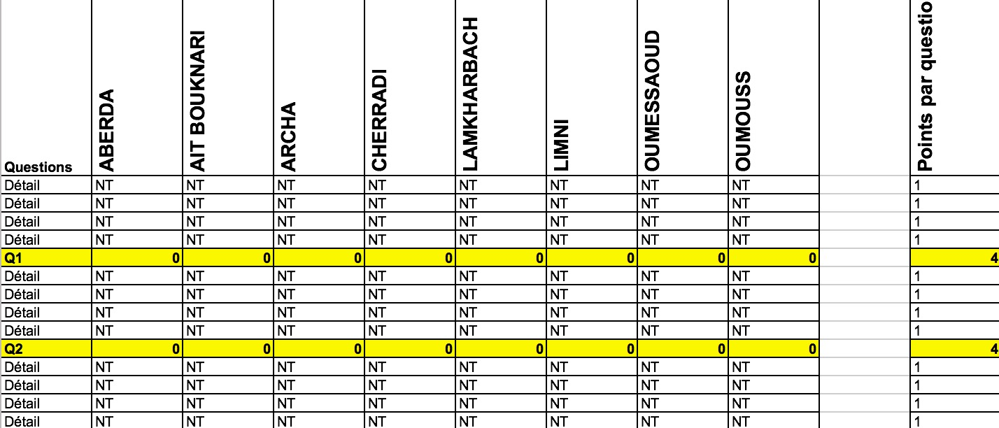 Questions ABERDA AIT BOUKNARI ARCHA CHERRADI LAMKHARBACH LIMNI OUMESSAOUD OUMOUSS Points par questio
Détail NT NT NT NT NT NT NT NT 1
Détail NT NT NT NT NT NT NT NT 1
Détail NT NT NT NT NT NT NT NT 1
Détail NT NT NT NT NT NT NT NT 1
Q1 0 0 0 0 0 0 0 0 4
Détail NT NT NT NT NT NT NT NT 1
Détail NT NT NT NT NT NT NT NT 1
Détail NT NT NT NT NT NT NT NT 1
Détail NT NT NT NT NT NT NT NT 1
Q2 0 0 0 0 0 0 0 0 4
Détail NT NT NT NT NT NT NT NT 1
Détail NT NT NT NT NT NT NT NT 1
Détail NT NT NT NT NT NT NT NT 1
Détail NT NT NT NT NT NT NT NT 1